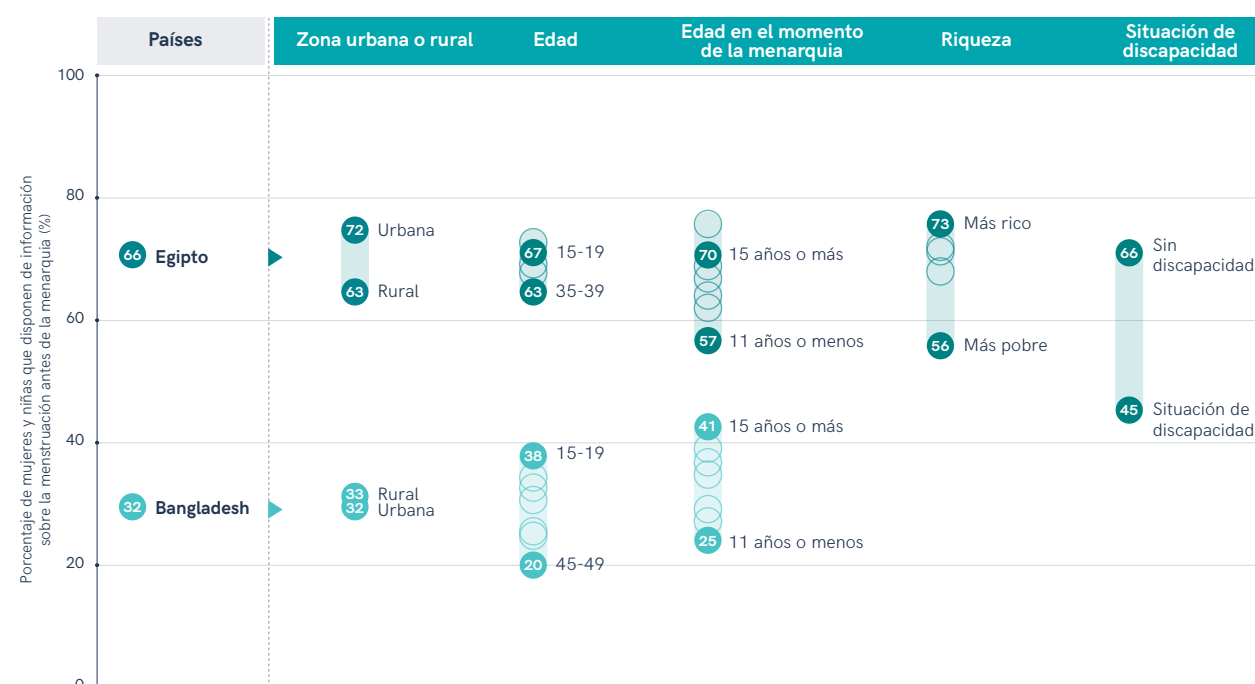 Países
Zona urbana o rural
Edad
Edad en el momento
de la menarquia
Riqueza
Situación de
discapacidad
Porcentaje de mujeres y niñas que disponen de información
sobre la menstruación antes de la menarquia (%)
100
80
60
40
20
0
66 Egipto
72 Urbana
63 Rural
67 15-19
63 35-39
70 15 años o más
57 11 años o menos
73 Más rico
56 Más pobre
66 Sin
discapacidad
45 Situación de
discapacidad
32 Bangladesh
33 Rural
32 Urbana
38 15-19
20 45-49
41 15 años o más
25 11 años o menos